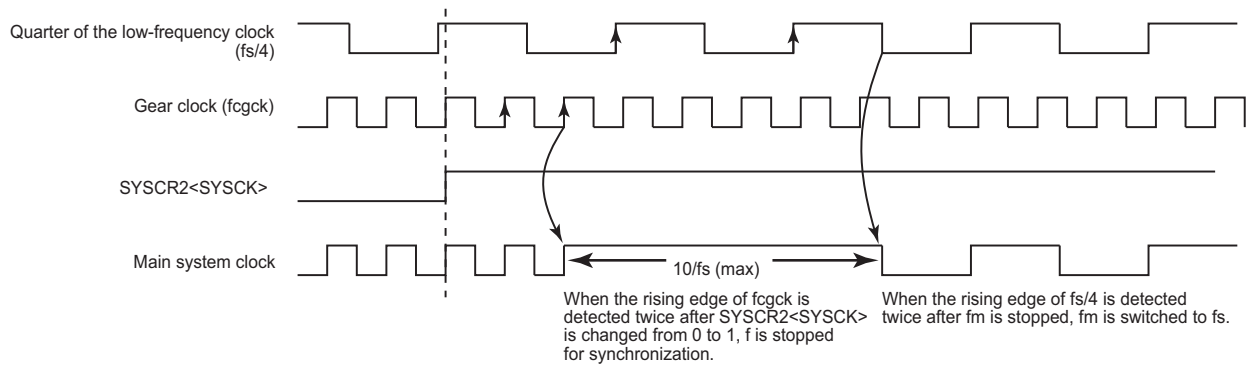 Quarter of the low-frequency clock
(fs/4)
Gear clock (fcgck)
SYSCR2<SYSCK>
Main system clock
10/fs (max)
When the rising edge of fcgck is
detected twice after SYSCR2<SYSCK>
is changed from 0 to 1, f is stopped
for synchronization.
When the rising edge of fs/4 is detected
twice after fm is stopped, fm is switched to fs.